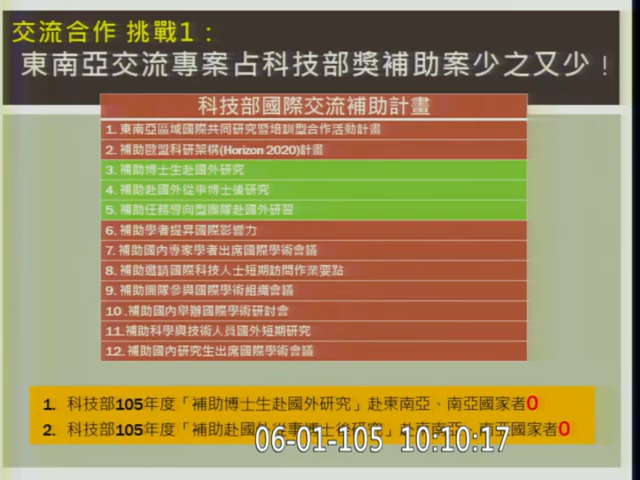 交流合作 挑戰1：
東南亞交流專案占科技部獎補助案少之又少！
科技部國際交流補助計畫
1. 東南亞區域國際共同研究暨培訓型合作活動計畫
2. 補助歐盟科研架構(Horizon 2020)計畫
3. 補助博士生赴國外研究
4. 補助赴國外從事博士後研究
5. 補助任務導向型團隊赴國外研習
6. 補助學者提昇國際影響力
7. 補助國內專家學者出席國際學術會議
8. 補助邀請國際科技人士短期訪問作業要點
9. 補助團隊參與國際學術組織會議
10 .補助國內舉辦國際學術研討會
11.補助科學與技術人員國外短期研究
12. 補助國內研究生出席國際學術會議
1. 科技部105年度「補助博士生赴國外研究」赴東南亞、南亞國家者0
2. 科技部105年度「補助赴國外從事博士後研究」赴東南亞、南亞國家者0
06-01-105 10:10:17